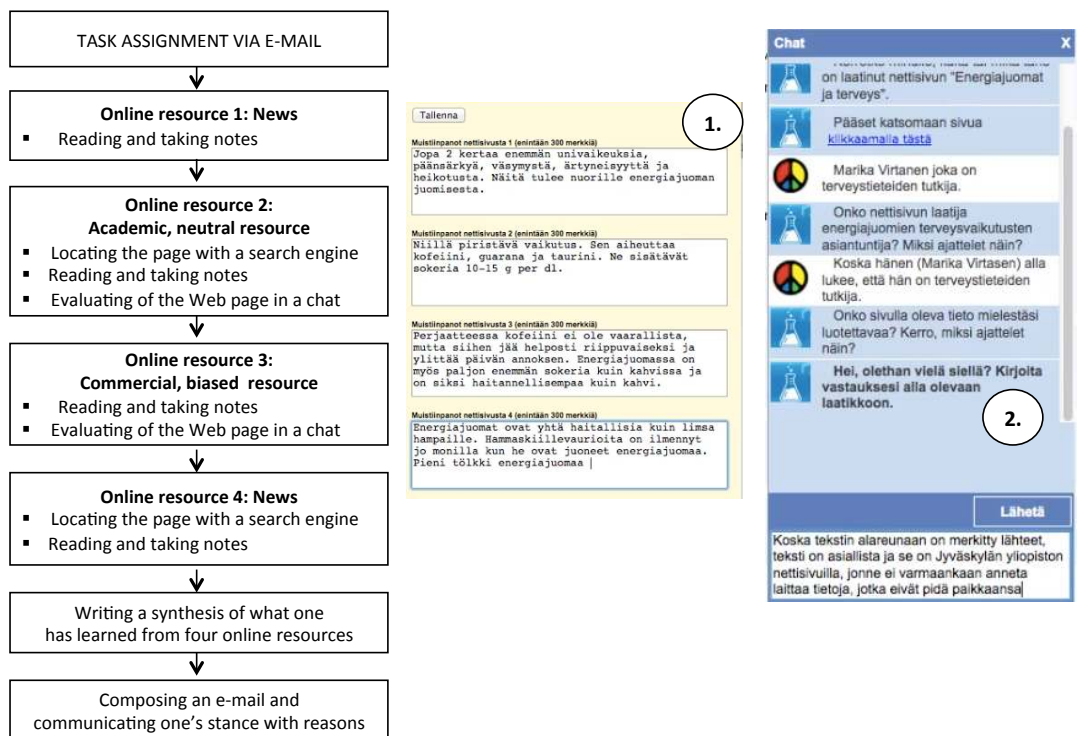 TASK ASSIGNMENT VIA E-MAIL
Online resource 1: News
▪ Reading and taking notes
Online resource 2:
Academic, neutral resource
▪ Locating the page with a search engine
▪ Reading and taking notes
▪ Evaluating of the Web page in a chat
Online resource 3:
Commercial, biased resource
▪ Reading and taking notes
▪ Evaluating of the Web page in a chat
Online resource 4: News
▪ Locating the page with a search engine
▪ Reading and taking notes
Writing a synthesis of what one
has learned from four online resources
Composing an e-mail and
communicating one's stance with reasons
Tallenna
1.
Muistiinpanot nettisivusta 1 (enintään 300 merkkiä)
Jopa 2 kertaa enemmän univaikeuksia,
päänsärkyä, väsymystä, ärtyneisyyttä ja
heikotusta. Näitä tulee nuorille energiajuoman
juomisesta.
Muistiinpanot nettisivusta 2 (enintään 300 merkkiä)
Niillä piristävä vaikutus. Sen aiheuttaa
kofeiini, guarana ja tauriini. Ne sisätävät
sokeria 10-15 g per dl.
Muistiinpanot nettisivusta 3 (enintään 300 merkkiä)
Perjaatteessa kofeiini ei ole vaarallista,
mutta siihen jää helposti riippuvaiseksi ja
ylittää päivän annoksen. Energiajuomassa on
myös paljon enemmän sokeria kuin kahvissa ja
on siksi haitannellisempaa kuin kahvi.
Muistiinpanot nettisivusta 4 (enintään 300 merkkiä)
Energiajuomat ovat yhtä haitallisia kuin limsa
hampaille. Hammaskiillevaurioita on ilmennyt
jo monilla kun he ovat juoneet energiajuomaa.
Pieni tölkki energiajuomaa
Chat X
on laatinut nettisivun "Energiajuomat
ja terveys".
Pääset katsomaan sivua
klikkaamalla tästä
Marika Virtanen joka on
terveystieteiden tutkija.
Onko nettisivun laatija
energiajuomien terveysvaikutusten
asiantuntija? Miksi ajattelet näin?
Koska hänen (Marika Virtasen) alla
lukee, että hän on terveystieteiden
tutkija.
Onko sivulla oleva tieto mielestäsi
luotettavaa? Kerro, miksi ajattelet
näin?
Hei, olethan vielä siellä? Kirjoita
vastauksesi alla olevaan
laatikkoon.
2.
Lähetä
Koska tekstin alareunaan on merkitty lähteet,
teksti on asiallista ja se on Jyväskylän yliopiston
nettisivuilla, jonne ei varmaankaan anneta
laittaa tietoja, jotka eivät pidä paikkaansa